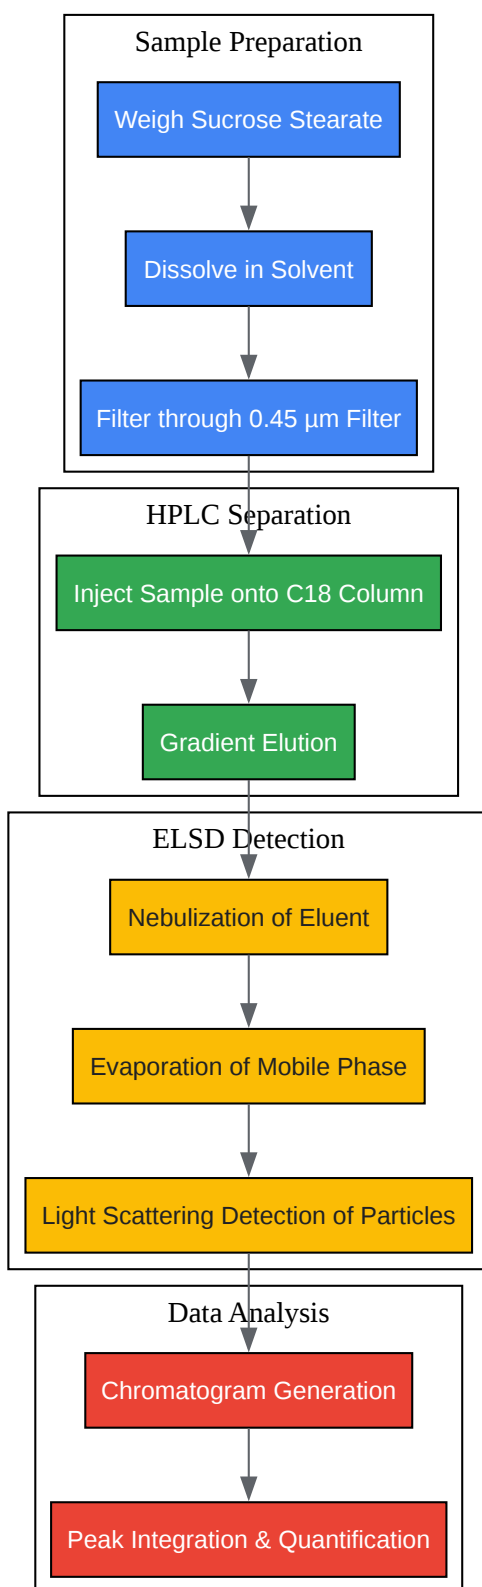 Sample Preparation
Weigh Sucrose Stearate
Dissolve in Solvent
Filter through 0.45 µm Filter
HPLC Separation
Inject Sample onto C18 Column
Gradient Elution
ELSD Detection
Nebulization of Eluent
Evaporation of Mobile Phase
Light Scattering Detection of Particles
Data Analysis
Chromatogram Generation
Peak Integration & Quantification